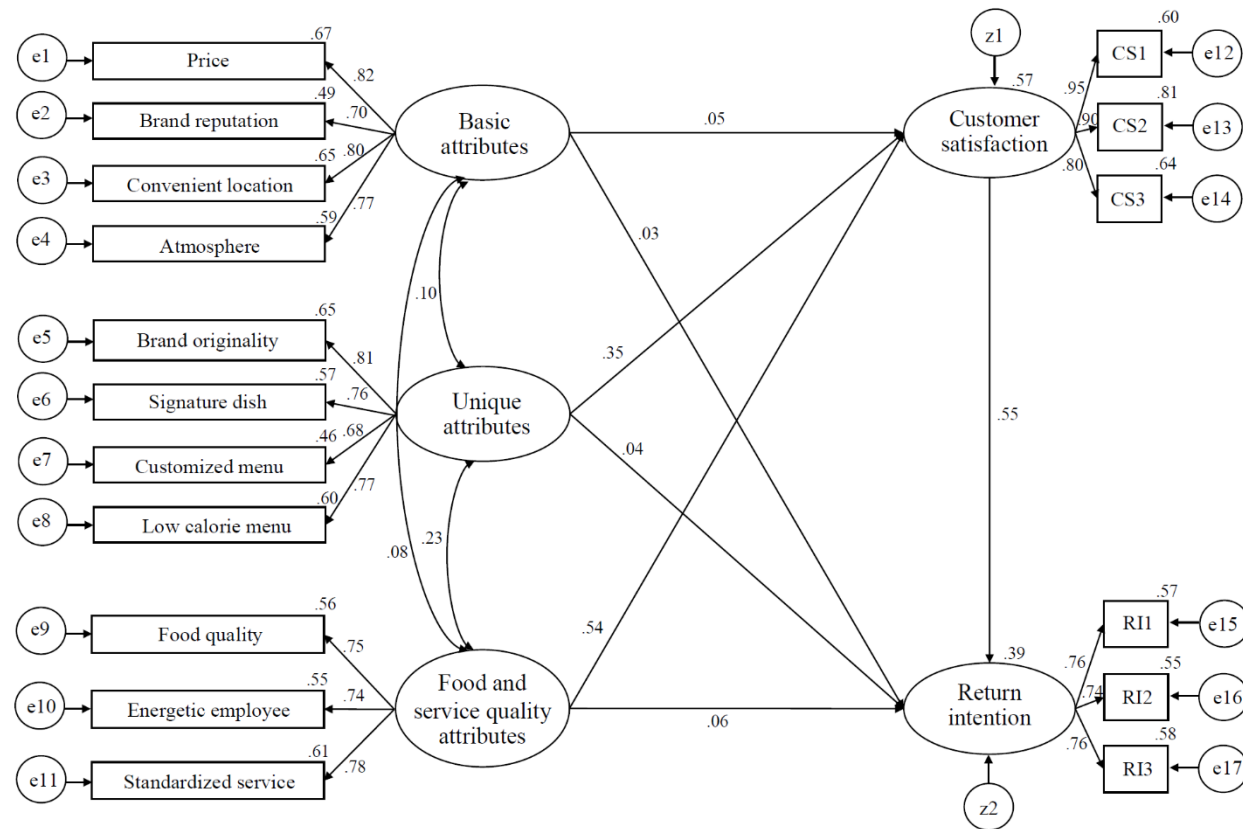 e1
Price
.67
.82
e2
Brand reputation
.49
.70
e3
Convenient location
.65
.80
e4
Atmosphere
.59
.77
e5
Brand originality
.65
.81
e6
Signature dish
.57
.76
e7
Customized menu
.46
.68
e8
Low calorie menu
.60
.77
e9
Food quality
.56
.75
e10
Energetic employee
.55
.74
e11
Standardized service
.61
.78
Basic
attributes
Unique
attributes
Food and
service quality
attributes
.10
.08
.23
.05
.03
.35
.04
.54
.06
.55
z1
.57
Customer
satisfaction
.95
.90
.80
.60
CS1
e12
.81
CS2
e13
.64
CS3
e14
.39
Return
intention
z2
.76
.74
.76
.57
RI1
e15
.55
RI2
e16
.58
RI3
e17